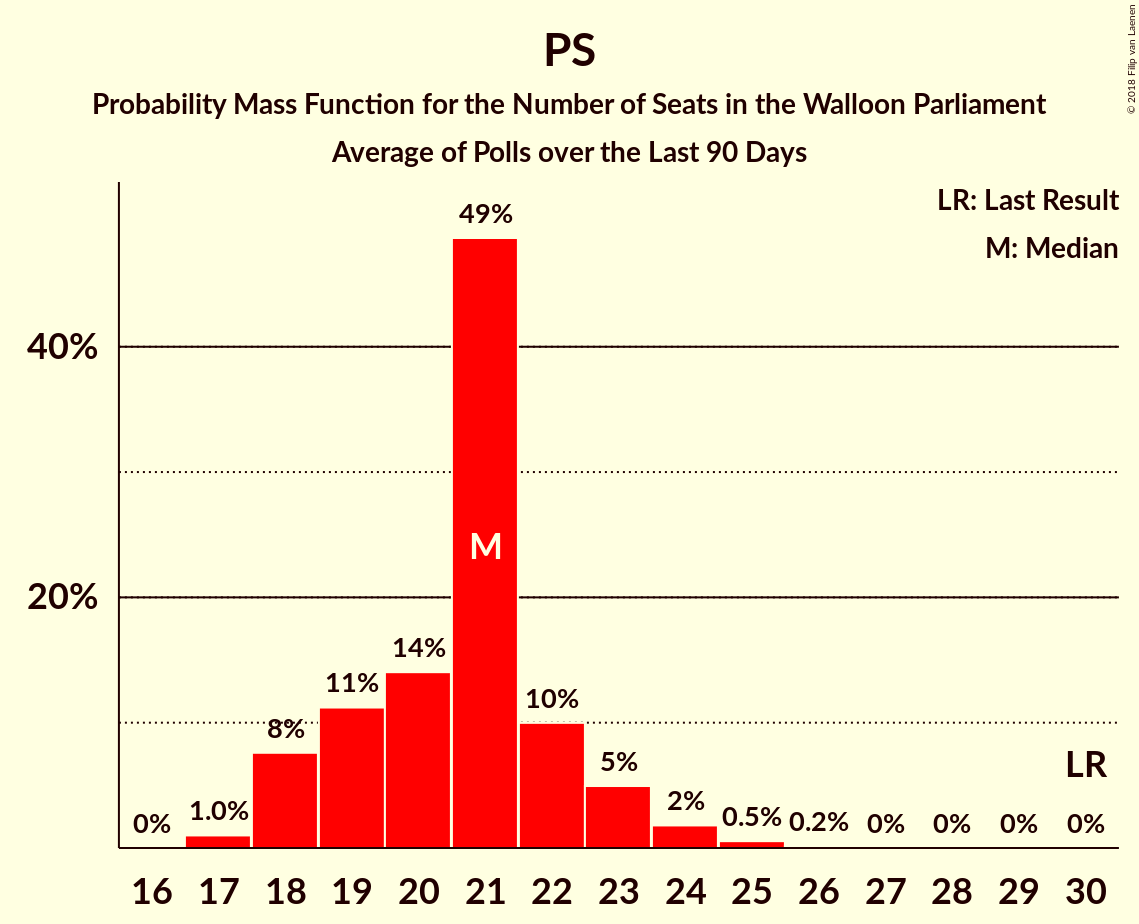 PS
Probability Mass Function for the Number of Seats in the Walloon Parliament
Average of Polls over the Last 90 Days
© 2018 Filip van Laenen
LR: Last Result
M: Median
49%
40%
M
20%
14%
11%
10%
8%
5%
LR
2%
1.0%
0.5%
0.2%
0%
0%
0%
0%
0%
16 17 18 19 20 21 22 23 24 25 26 27 28 29 30